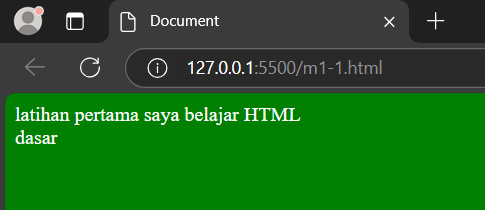 Document
127.0.0.1:5500/m1-1.html
latihan pertama saya belajar HTML
dasar